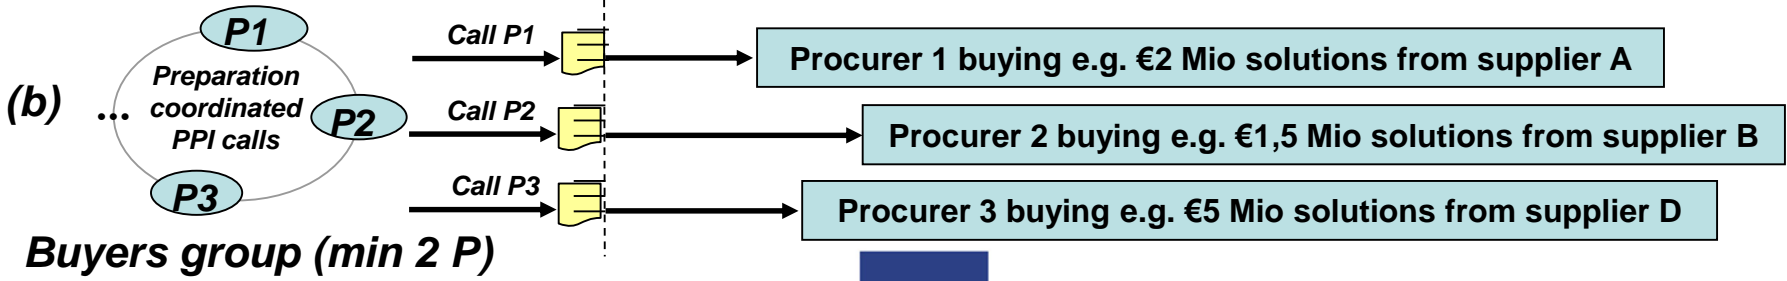 P1
Call P1
Procurer 1 buying e.g. €2 Mio solutions from supplier A
Preparation
coordinated
PPI calls
(b)
...
P2
Call P2
Procurer 2 buying e.g. €1,5 Mio solutions from supplier B
P3
Call P3
Procurer 3 buying e.g. €5 Mio solutions from supplier D
Buyers group (min 2 P)